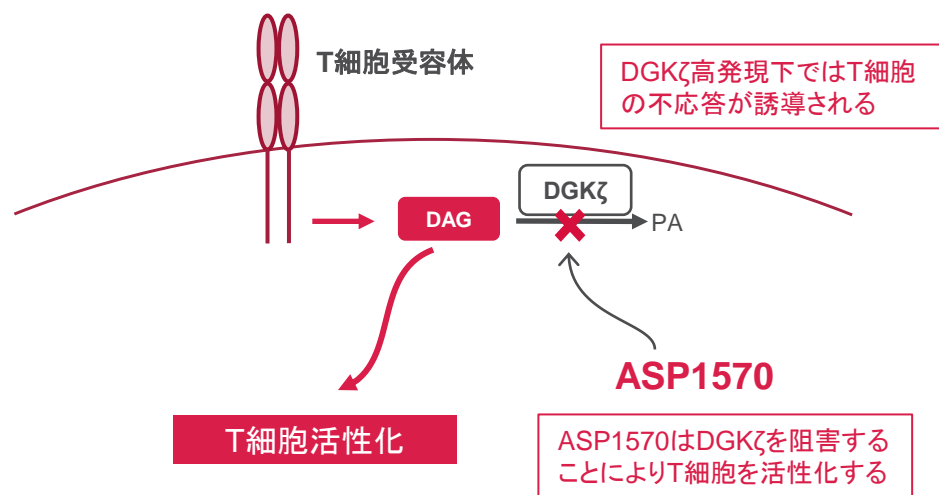 T細胞受容体
DGKζ高発現下ではT細胞
の不応答が誘導される
DGKζ
DAG
PA
ASP1570
T細胞活性化
ASP1570はDGKζを阻害する
ことによりT細胞を活性化する